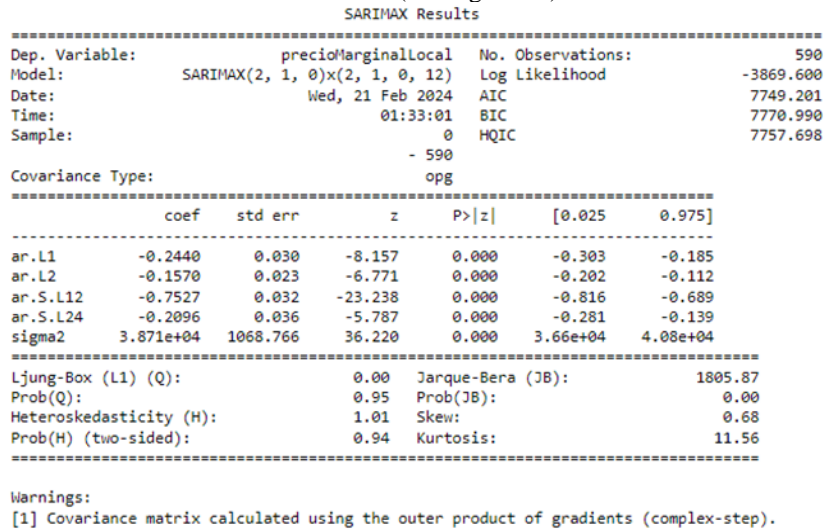 SARIMAX Results
==============================================================================================
Dep. Variable: precioMarginalLocal No. Observations: 590
Model: SARIMAX(2, 1, 0)x(2, 1, 0, 12) Log Likelihood -3869.600
Date: Wed, 21 Feb 2024 AIC 7749.201
Time: 01:33:01 BIC 7770.990
Sample: 0 HQIC 7757.698
- 590
Covariance Type: opg
==============================================================================
coef std err z P>|z| [0.025 0.975]
------------------------------------------------------------------------------
ar.L1 -0.2440 0.030 -8.157 0.000 -0.303 -0.185
ar.L2 -0.1570 0.023 -6.771 0.000 -0.202 -0.112
ar.S.L12 -0.7527 0.032 -23.238 0.000 -0.816 -0.689
ar.S.L24 -0.2096 0.036 -5.787 0.000 -0.281 -0.139
sigma2 3.871e+04 1068.766 36.220 0.000 3.66e+04 4.08e+04
===================================================================================
Ljung-Box (L1) (Q): 0.00 Jarque-Bera (JB): 1805.87
Prob(Q): 0.95 Prob(JB): 0.00
Heteroskedasticity (H): 1.01 Skew: 0.68
Prob(H) (two-sided): 0.94 Kurtosis: 11.56
===================================================================================
Warnings:
[1] Covariance matrix calculated using the outer product of gradients (complex-step).